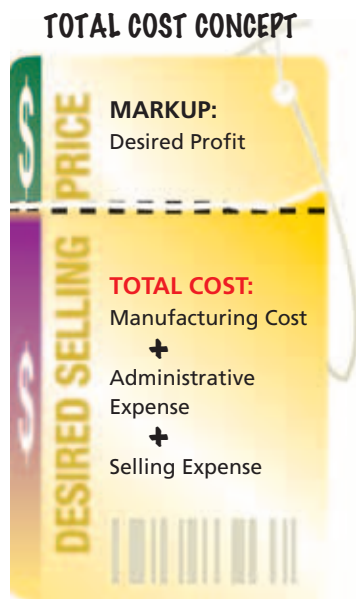 TOTAL COST CONCEPT
$
DESIRED SELLING PRICE
MARKUP:
Desired Profit
$
TOTAL COST:
Manufacturing Cost
+
Administrative
Expense
+
Selling Expense